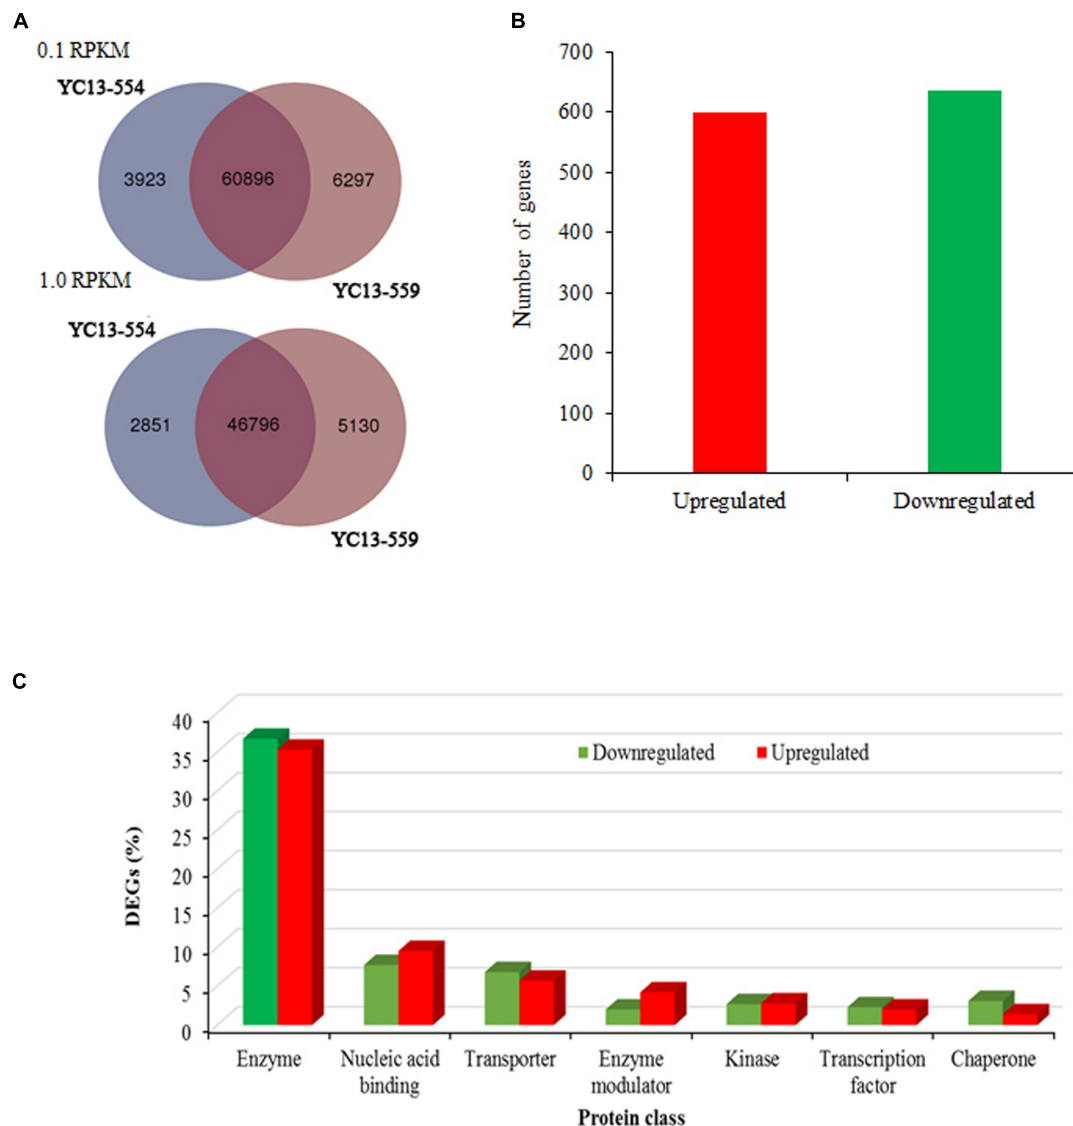 A
0.1 RPKM
YC13-554
3923
60896
6297
YC13-559
1.0 RPKM
YC13-554
2851
46796
5130
YC13-559
B
700
600
500
400
300
200
100
0
Number of genes
Upregulated
Downregulated
C
40
35
30
25
20
15
10
5
0
DEGs (%)
Downregulated
Upregulated
Enzyme
Nucleic acid
binding
Transporter
Enzyme
modulator
Kinase
Transcription
factor
Chaperone
Protein class